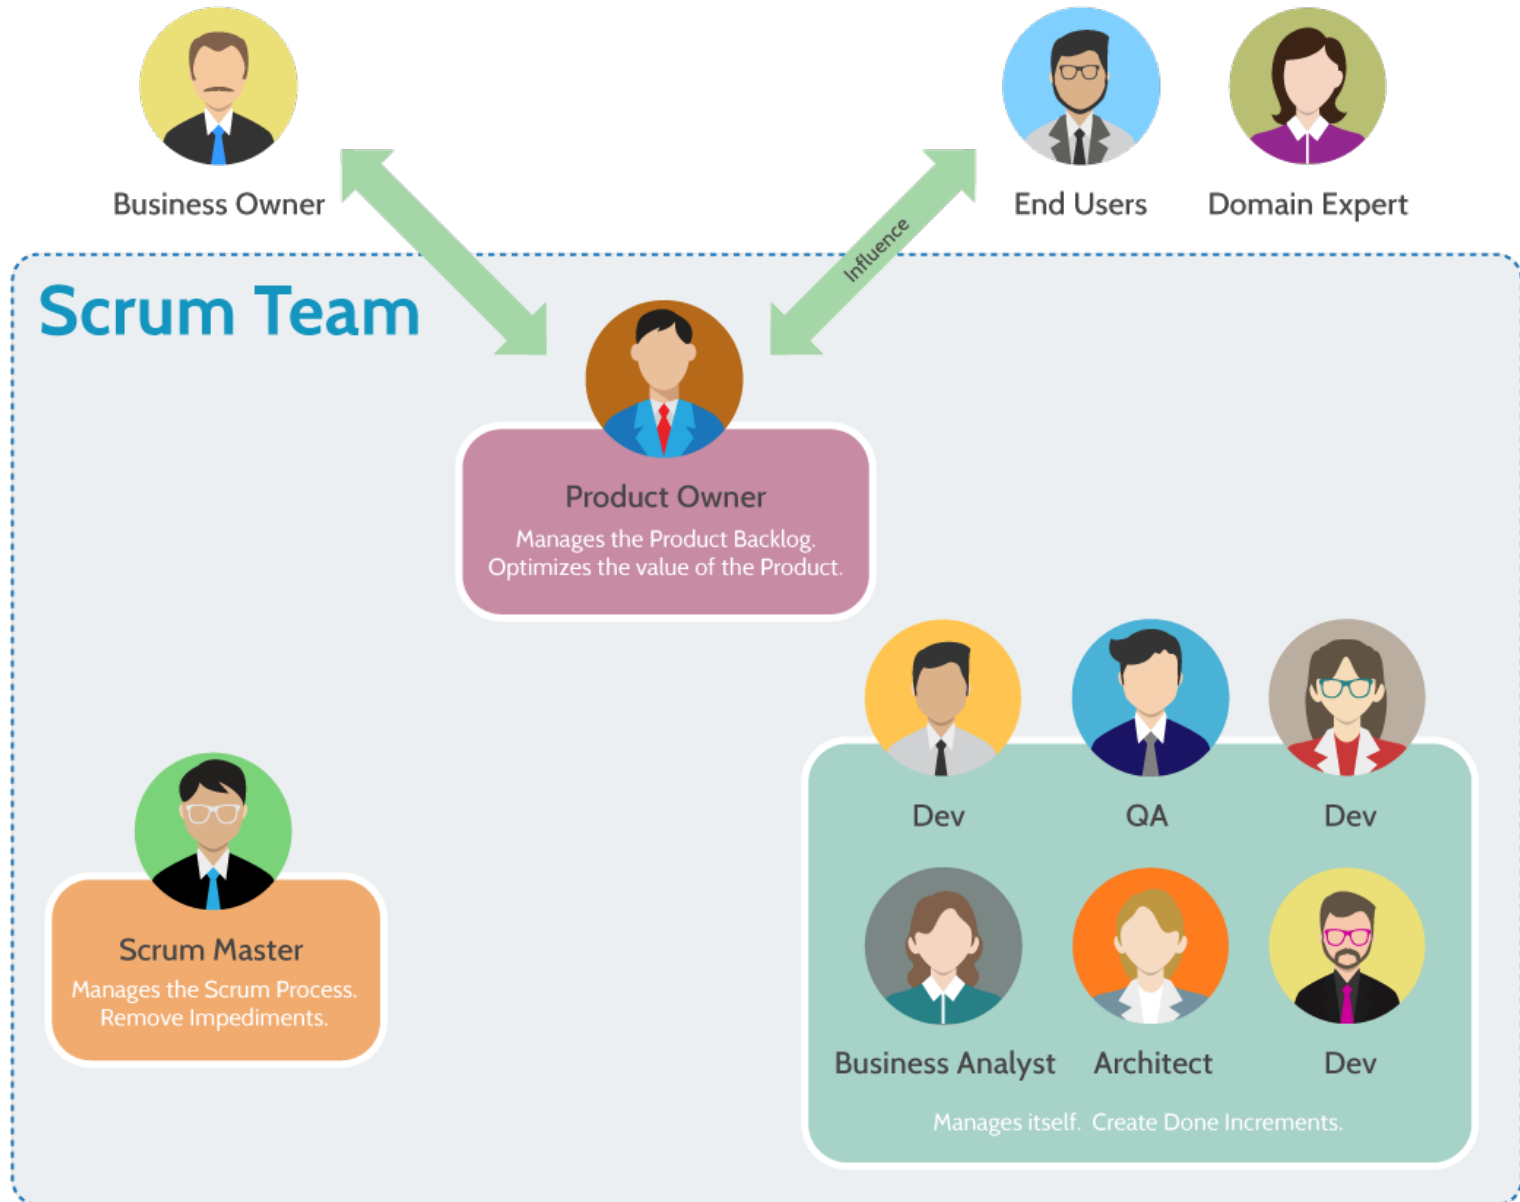 Business Owner
End Users
Domain Expert
Influence
Scrum Team
Product Owner
Manages the Product Backlog.
Optimizes the value of the Product.
Dev
QA
Dev
Scrum Master
Manages the Scrum Process.
Remove Impediments.
Business Analyst
Architect
Dev
Manages itself. Create Done Increments.